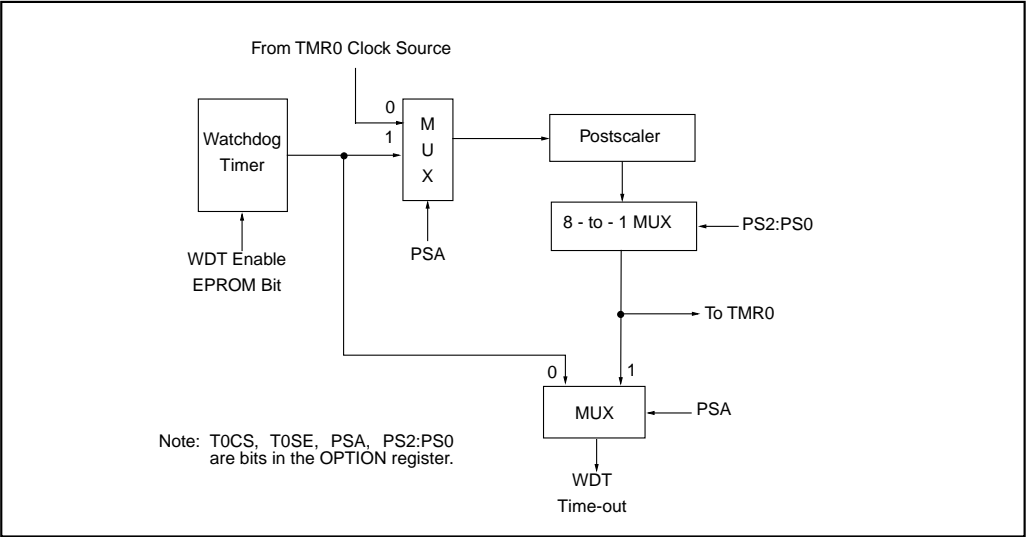 From TMR0 Clock Source
0
1
M
U
X
Watchdog
Timer
Postscaler
8 - to - 1 MUX
PS2:PS0
PSA
WDT Enable
EPROM Bit
To TMR0
0
1
MUX
PSA
Note: T0CS, T0SE, PSA, PS2:PS0
are bits in the OPTION register.
WDT
Time-out